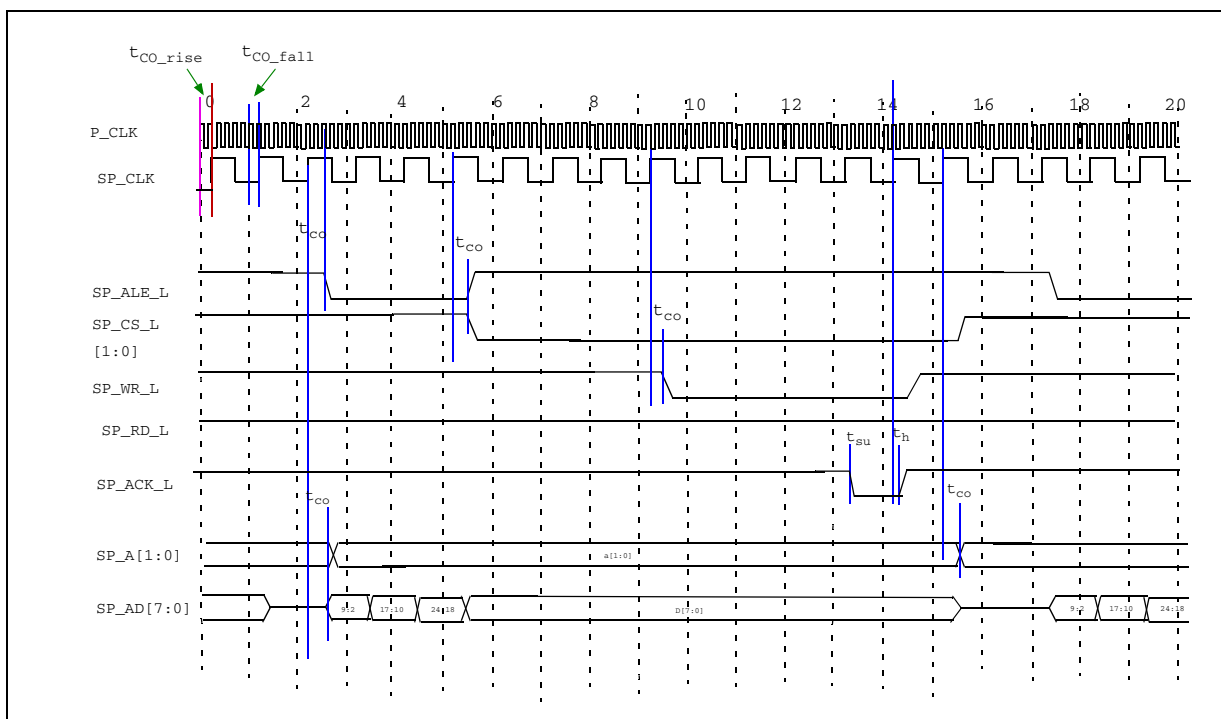 tCO_rise
tCO_fall
0 2 4 6 8 10 12 14 16 18 20
P_CLK
SP_CLK
tco
tco
SP_ALE_L
SP_CS_L
[1:0]
tco
SP_WR_L
SP_RD_L
tsu
th
SP_ACK_L
tco
tco
SP_A[1:0]
a[1:0]
SP_AD[7:0]
9:2 17:10 24:18 D[7:0] 9:2 17:10 24:18